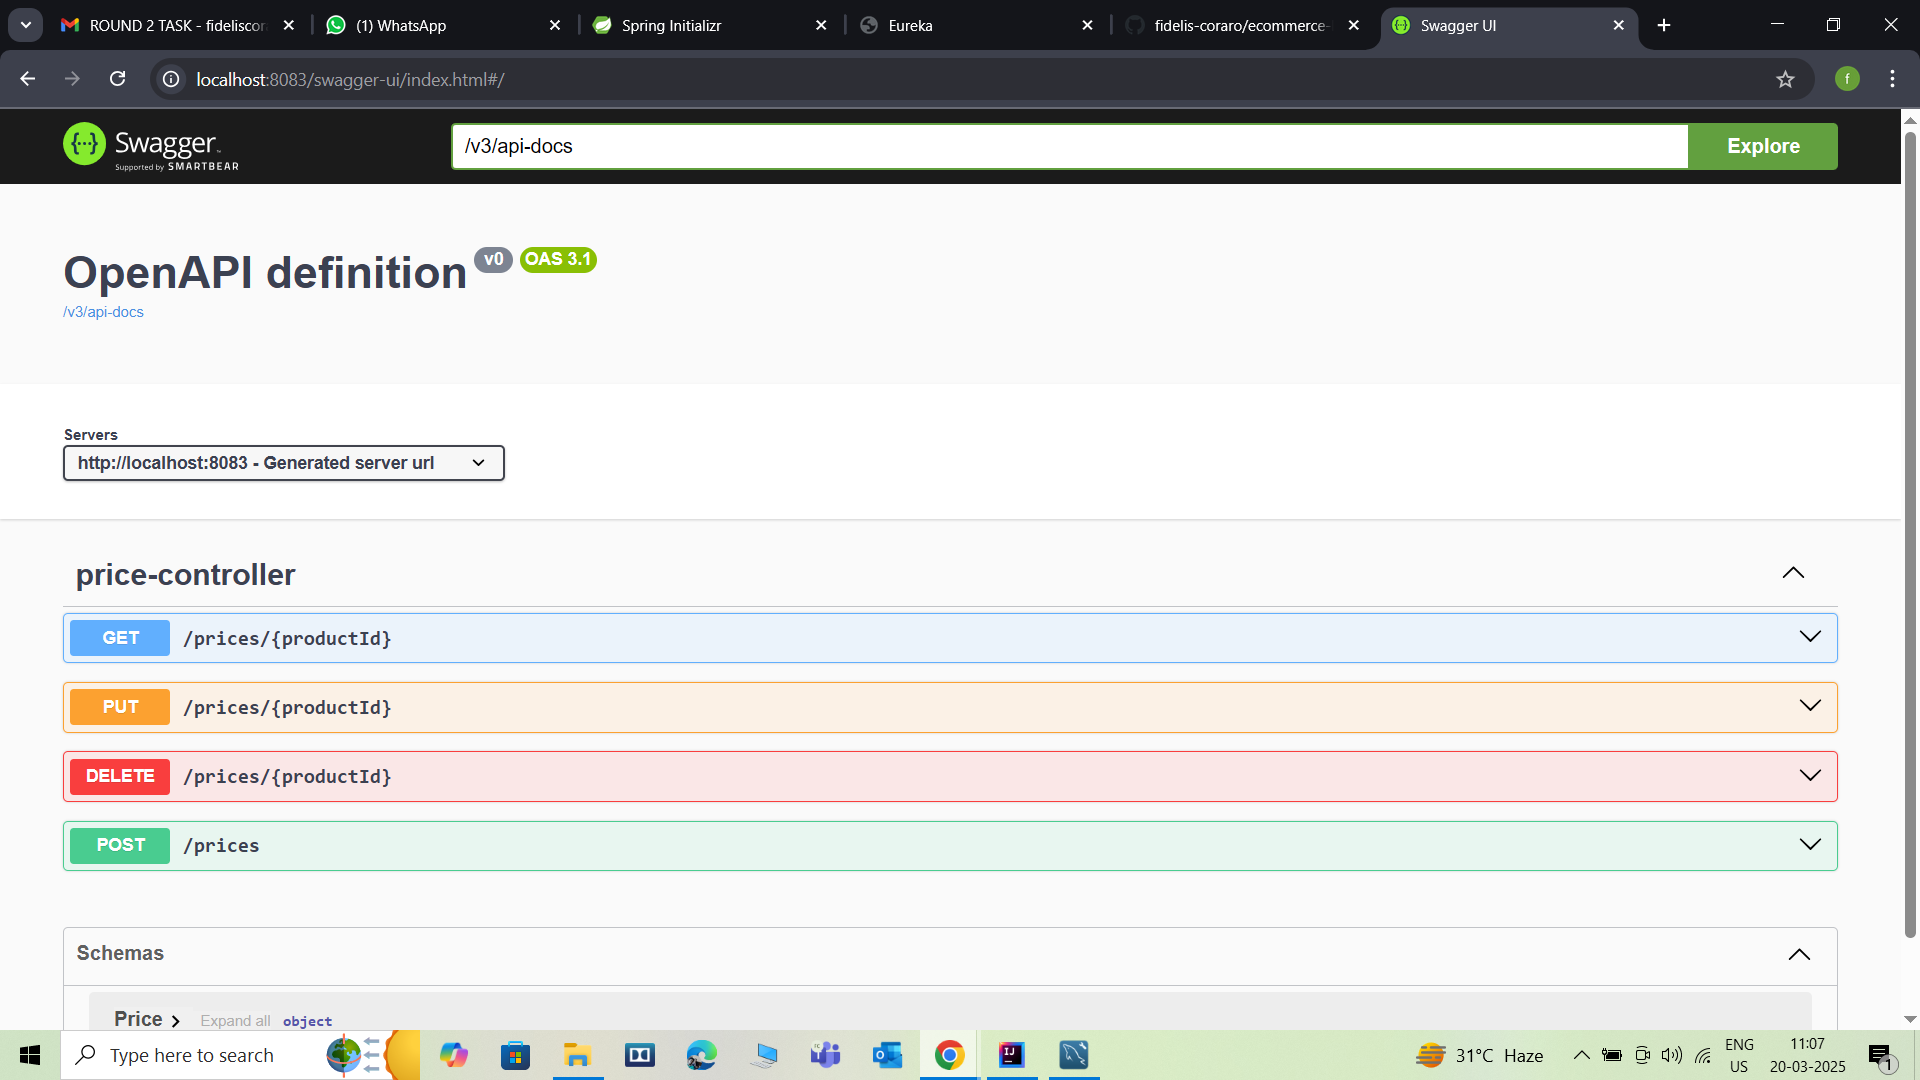 ROUND 2 TASK - fideliscor
(1) WhatsApp
Spring Initializr
Eureka
fidelis-coraro/ecommerce-
Swagger UI
localhost:8083/swagger-ui/index.html#/
f
Swagger
Supported by SMARTBEAR
/v3/api-docs
Explore
OpenAPI definition v0 OAS 3.1
/v3/api-docs
Servers
http://localhost:8083 - Generated server url
price-controller
GET /prices/{productId}
PUT /prices/{productId}
DELETE /prices/{productId}
POST /prices
Schemas
Price Expand all object
Type here to search
31°C Haze
ENG
US
11:07
20-03-2025
1